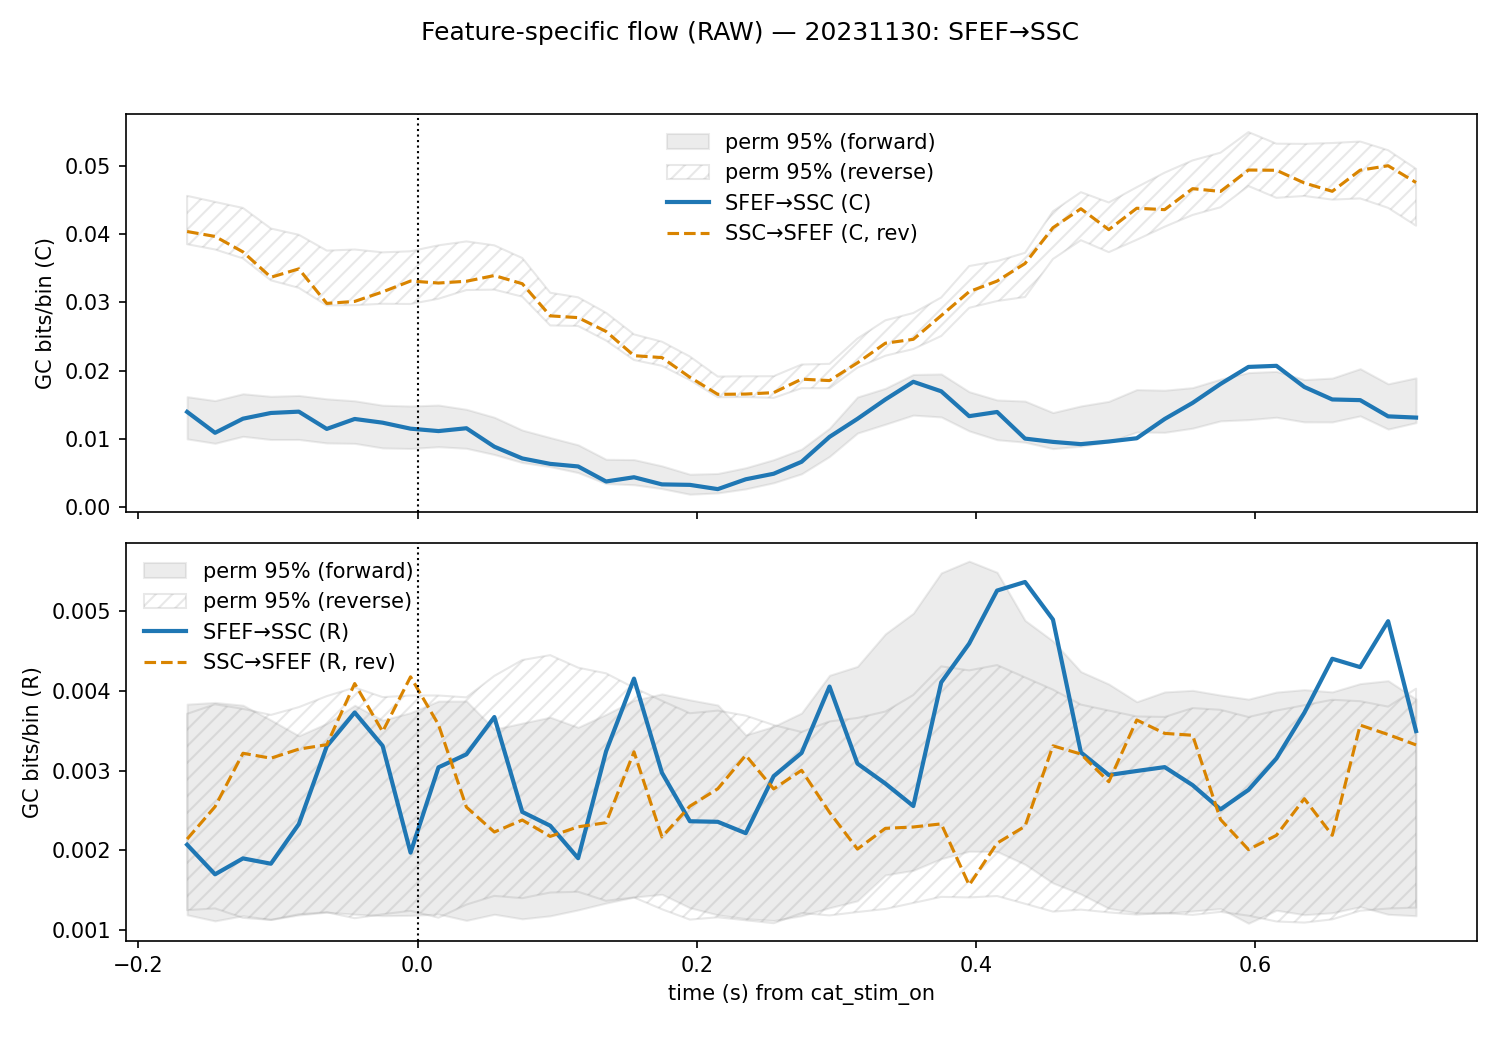 Feature-specific flow (RAW) — 20231130: SFEF→SSC
perm 95% (forward)
perm 95% (reverse)
SFEF→SSC (C)
SSC→SFEF (C, rev)
GC bits/bin (C)
0.05
0.04
0.03
0.02
0.01
0.00
perm 95% (forward)
perm 95% (reverse)
SFEF→SSC (R)
SSC→SFEF (R, rev)
GC bits/bin (R)
0.005
0.004
0.003
0.002
0.001
−0.2
0.0
0.2
0.4
0.6
time (s) from cat_stim_on